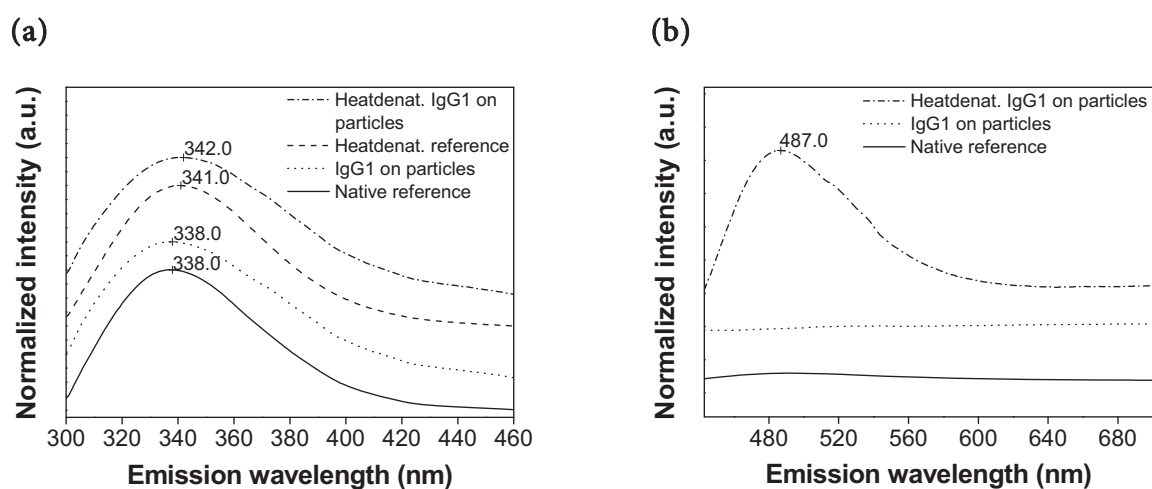 (a)
(b)
Normalized intensity (a.u.)
Heatdenat. IgG1 on
particles
Heatdenat. reference
IgG1 on particles
Native reference
342.0
341.0
338.0
338.0
300 320 340 360 380 400 420 440 460
Emission wavelength (nm)
Normalized intensity (a.u.)
Heatdenat. IgG1 on particles
IgG1 on particles
Native reference
487.0
480 520 560 600 640 680
Emission wavelength (nm)